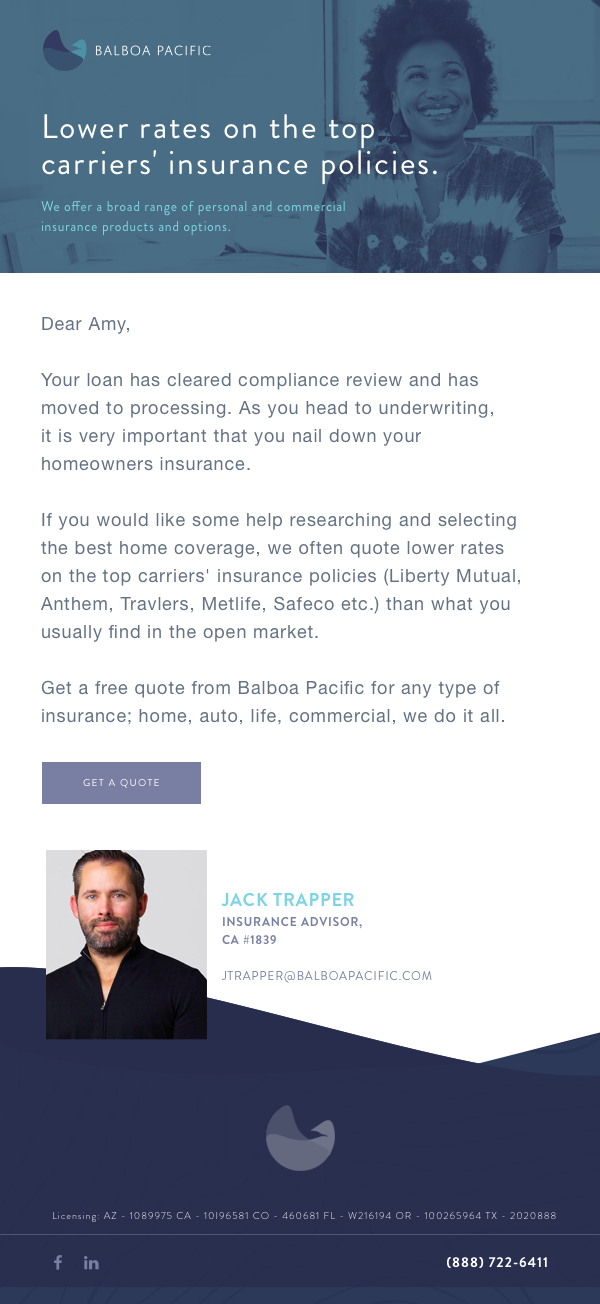 BALBOA PACIFIC
Lower rates on the top
carriers' insurance policies.
We offer a broad range of personal and commercial
insurance products and options.
Dear Amy,
Your loan has cleared compliance review and has
moved to processing. As you head to underwriting,
it is very important that you nail down your
homeowners insurance.
If you would like some help researching and selecting
the best home coverage, we often quote lower rates
on the top carriers' insurance policies (Liberty Mutual,
Anthem, Travlers, Metlife, Safeco etc.) than what you
usually find in the open market.
Get a free quote from Balboa Pacific for any type of
insurance; home, auto, life, commercial, we do it all.
GET A QUOTE
JACK TRAPPER
INSURANCE ADVISOR,
CA #1839
JTRAPPER@BALBOAPACIFIC.COM
Licensing: AZ - 1089975 CA - 10I96581 CO - 460681 FL - W216194 OR - 100265964 TX - 2020888
f in (888) 722-6411